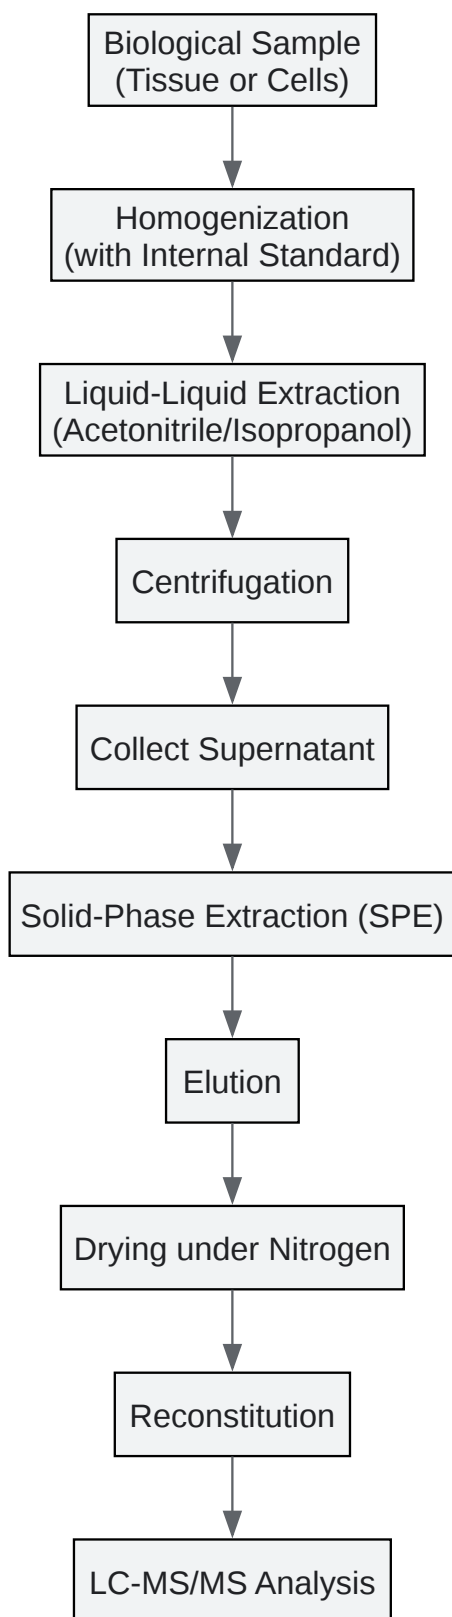 Biological Sample
(Tissue or Cells)
Homogenization
(with Internal Standard)
Liquid-Liquid Extraction
(Acetonitrile/Isopropanol)
Centrifugation
Collect Supernatant
Solid-Phase Extraction (SPE)
Elution
Drying under Nitrogen
Reconstitution
LC-MS/MS Analysis